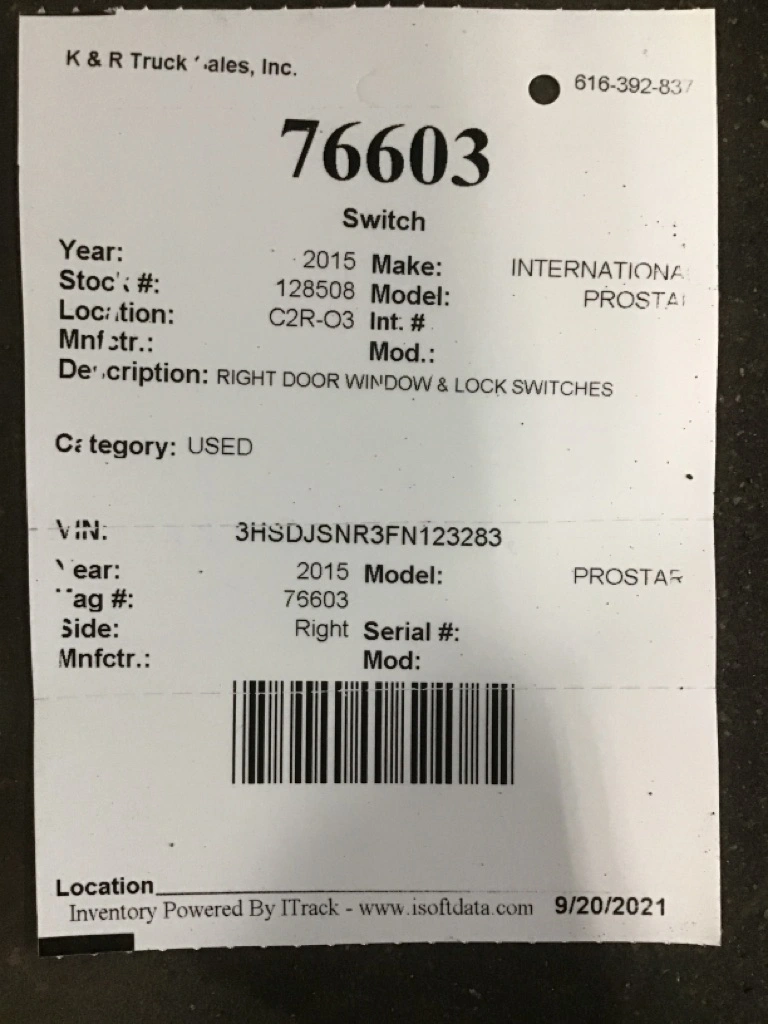 K & R Truck Sales, Inc.
616-392-837
76603
Switch
Year: 2015 Make: INTERNATIONA
Stock #: 128508 Model: PROSTAR
Location: C2R-O3 Int. #
Mnfctr.: Mod.:
Description: RIGHT DOOR WINDOW & LOCK SWITCHES
Category: USED
VIN: 3HSDJSNR3FN123283
Year: 2015 Model: PROSTAR
Tag #: 76603
Side: Right Serial #:
Mnfctr.: Mod:
Location
Inventory Powered By ITrack - www.isoftdata.com 9/20/2021